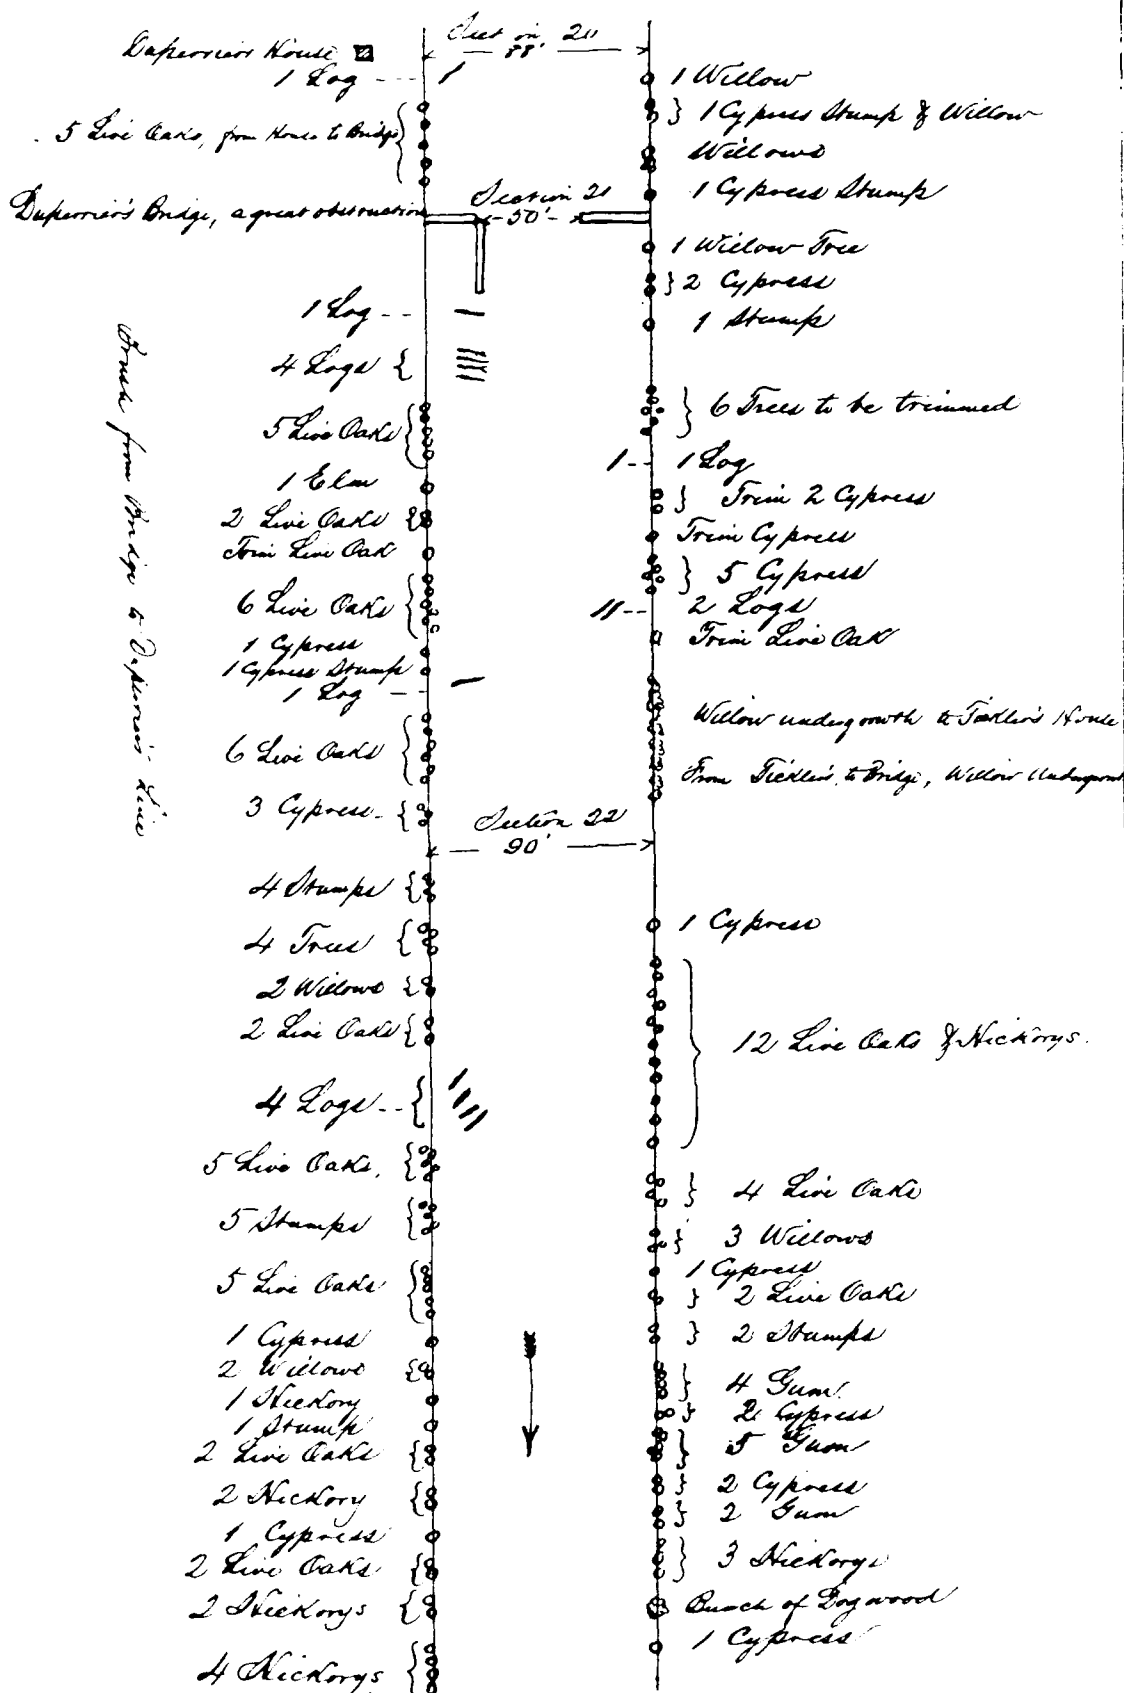 Section 20
88'
Duperrier's House
1 Log
5 Live Oaks, from House to Bridge
Duperrier's Bridge, a great obstruction
1 Log
4 Logs
5 Live Oaks
1 Elm
2 Live Oaks
Trim Live Oak
6 Live Oaks
1 Cypress
1 Cypress Stump
1 Log
6 Live Oaks
3 Cypress
Brush from Bridge to Duperrier's Line
1 Willow
1 Cypress Stump & Willow
Willows
1 Cypress Stump
Section 21
50'
1 Willow Tree
2 Cypress
1 Stump
6 Trees to be trimmed
1 Log
Trim 2 Cypress
Trim Cypress
5 Cypress
2 Logs
Trim Live Oak
Willow undergrowth to House
From to Bridge, Willow
Section 22
90'
4 Stumps
4 Trees
2 Willows
2 Live Oaks
4 Logs
5 Live Oaks,
5 Stumps
5 Live Oaks
1 Cypress
2 Willows
1 Hickory
1 Stump
2 Live Oaks
2 Hickory
1 Cypress
2 Live Oaks
2 Hickorys
4 Hickorys
1 Cypress
12 Live Oaks & Hickorys.
4 Live Oaks
3 Willows
1 Cypress
2 Live Oaks
2 Stumps
4 Gum.
2 Cypress
5 Gum
2 Cypress
2 Gum
3 Hickorys
Bunch of Dogwood
1 Cypress